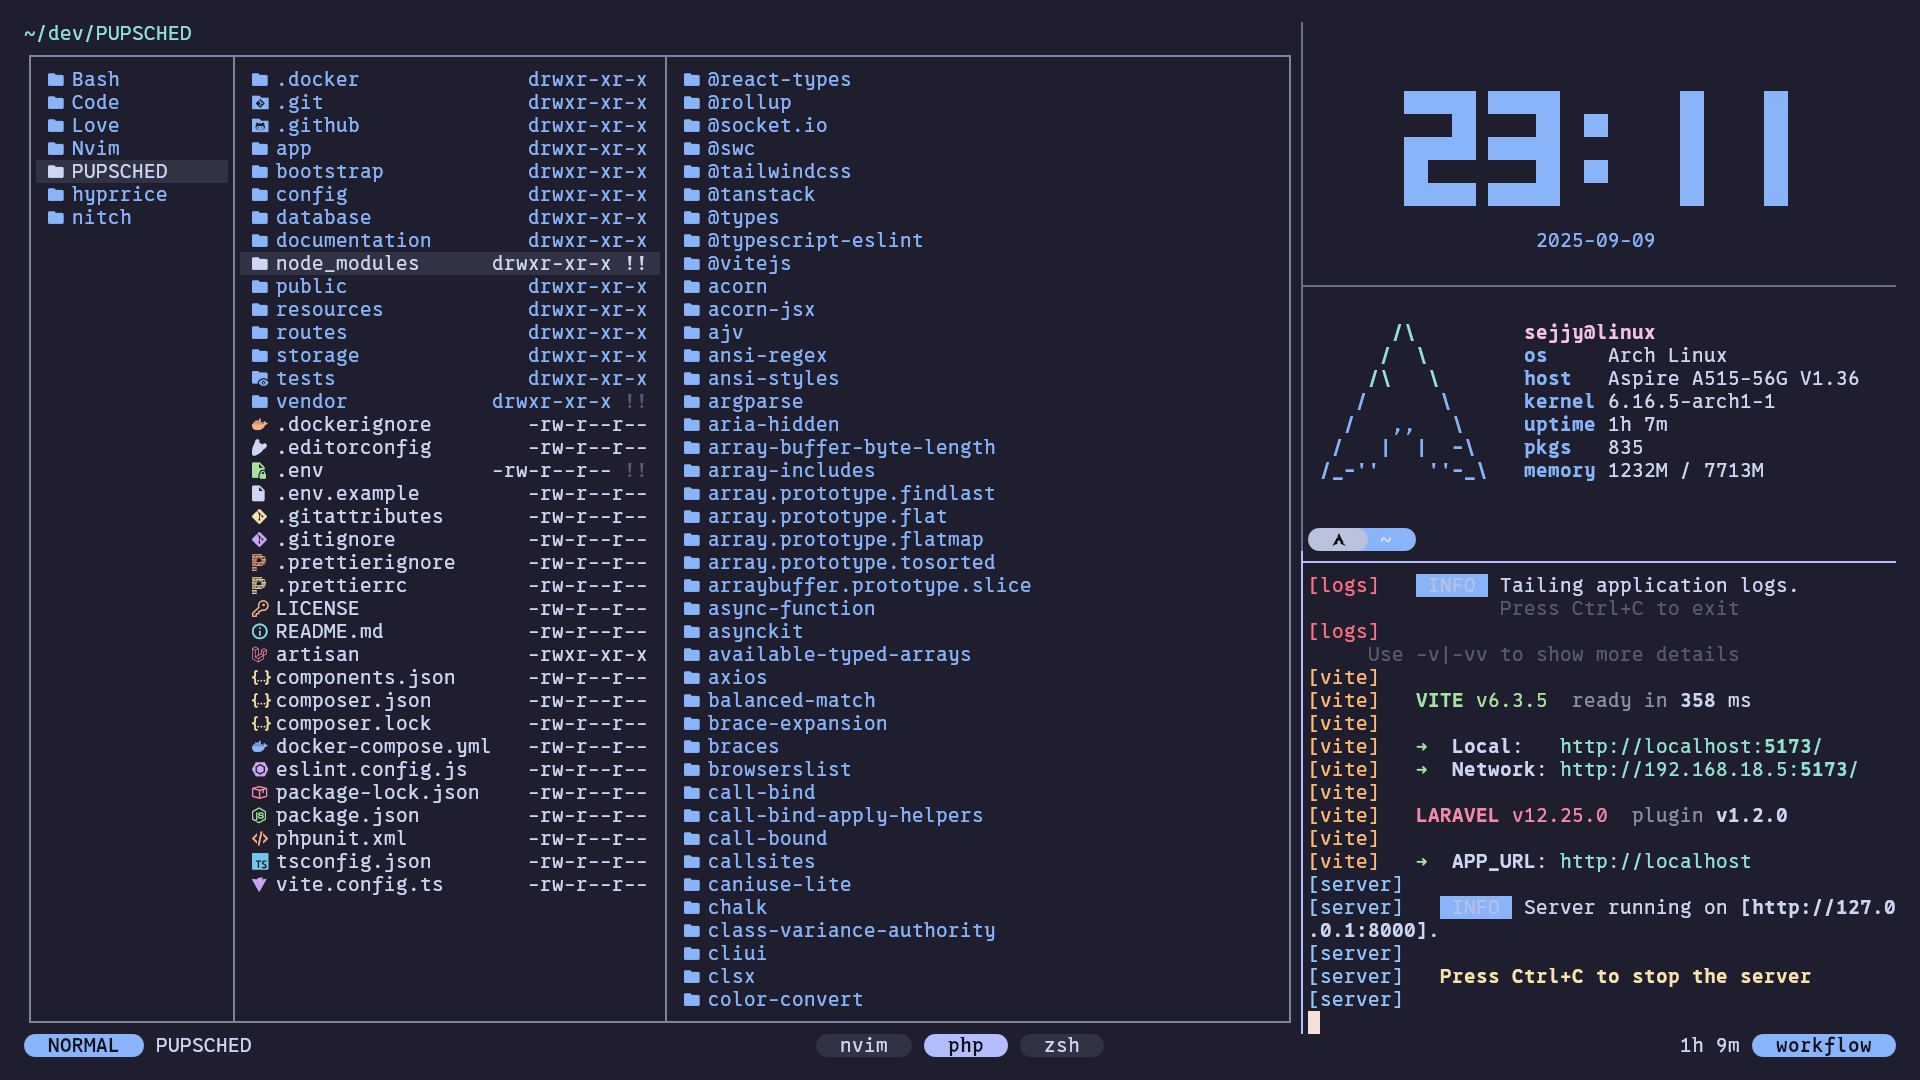 ~/dev/PUPSCHED
Bash
Code
Love
Nvim
PUPSCHED
hyprrice
nitch
.docker drwxr-xr-x
.git drwxr-xr-x
.github drwxr-xr-x
app drwxr-xr-x
bootstrap drwxr-xr-x
config drwxr-xr-x
database drwxr-xr-x
documentation drwxr-xr-x
node_modules drwxr-xr-x !!
public drwxr-xr-x
resources drwxr-xr-x
routes drwxr-xr-x
storage drwxr-xr-x
tests drwxr-xr-x
vendor drwxr-xr-x !!
.dockerignore -rw-r--r--
.editorconfig -rw-r--r--
.env -rw-r--r-- !!
.env.example -rw-r--r--
.gitattributes -rw-r--r--
.gitignore -rw-r--r--
.prettierignore -rw-r--r--
.prettierrc -rw-r--r--
LICENSE -rw-r--r--
README.md -rw-r--r--
artisan -rwxr-xr-x
components.json -rw-r--r--
composer.json -rw-r--r--
composer.lock -rw-r--r--
docker-compose.yml -rw-r--r--
eslint.config.js -rw-r--r--
package-lock.json -rw-r--r--
package.json -rw-r--r--
phpunit.xml -rw-r--r--
tsconfig.json -rw-r--r--
vite.config.ts -rw-r--r--
@react-types
@rollup
@socket.io
@swc
@tailwindcss
@tanstack
@types
@typescript-eslint
@vitejs
acorn
acorn-jsx
ajv
ansi-regex
ansi-styles
argparse
aria-hidden
array-buffer-byte-length
array-includes
array.prototype.findlast
array.prototype.flat
array.prototype.flatmap
array.prototype.tosorted
arraybuffer.prototype.slice
async-function
asynckit
available-typed-arrays
axios
balanced-match
brace-expansion
braces
browserslist
call-bind
call-bind-apply-helpers
call-bound
callsites
caniuse-lite
chalk
class-variance-authority
cliui
clsx
color-convert
23:11
2025-09-09
sejjy@linux
os Arch Linux
host Aspire A515-56G V1.36
kernel 6.16.5-arch1-1
uptime 1h 7m
pkgs 835
memory 1232M / 7713M
~
[logs] INFO Tailing application logs.
Press Ctrl+C to exit
[logs]
Use -v|-vv to show more details
[vite]
[vite] VITE v6.3.5 ready in 358 ms
[vite]
[vite] ➜ Local: http://localhost:5173/
[vite] ➜ Network: http://192.168.18.5:5173/
[vite]
[vite] LARAVEL v12.25.0 plugin v1.2.0
[vite]
[vite] ➜ APP_URL: http://localhost
[server]
[server] INFO Server running on [http://127.0
.0.1:8000].
[server]
[server] Press Ctrl+C to stop the server
[server]
NORMAL PUPSCHED nvim php zsh 1h 9m workflow